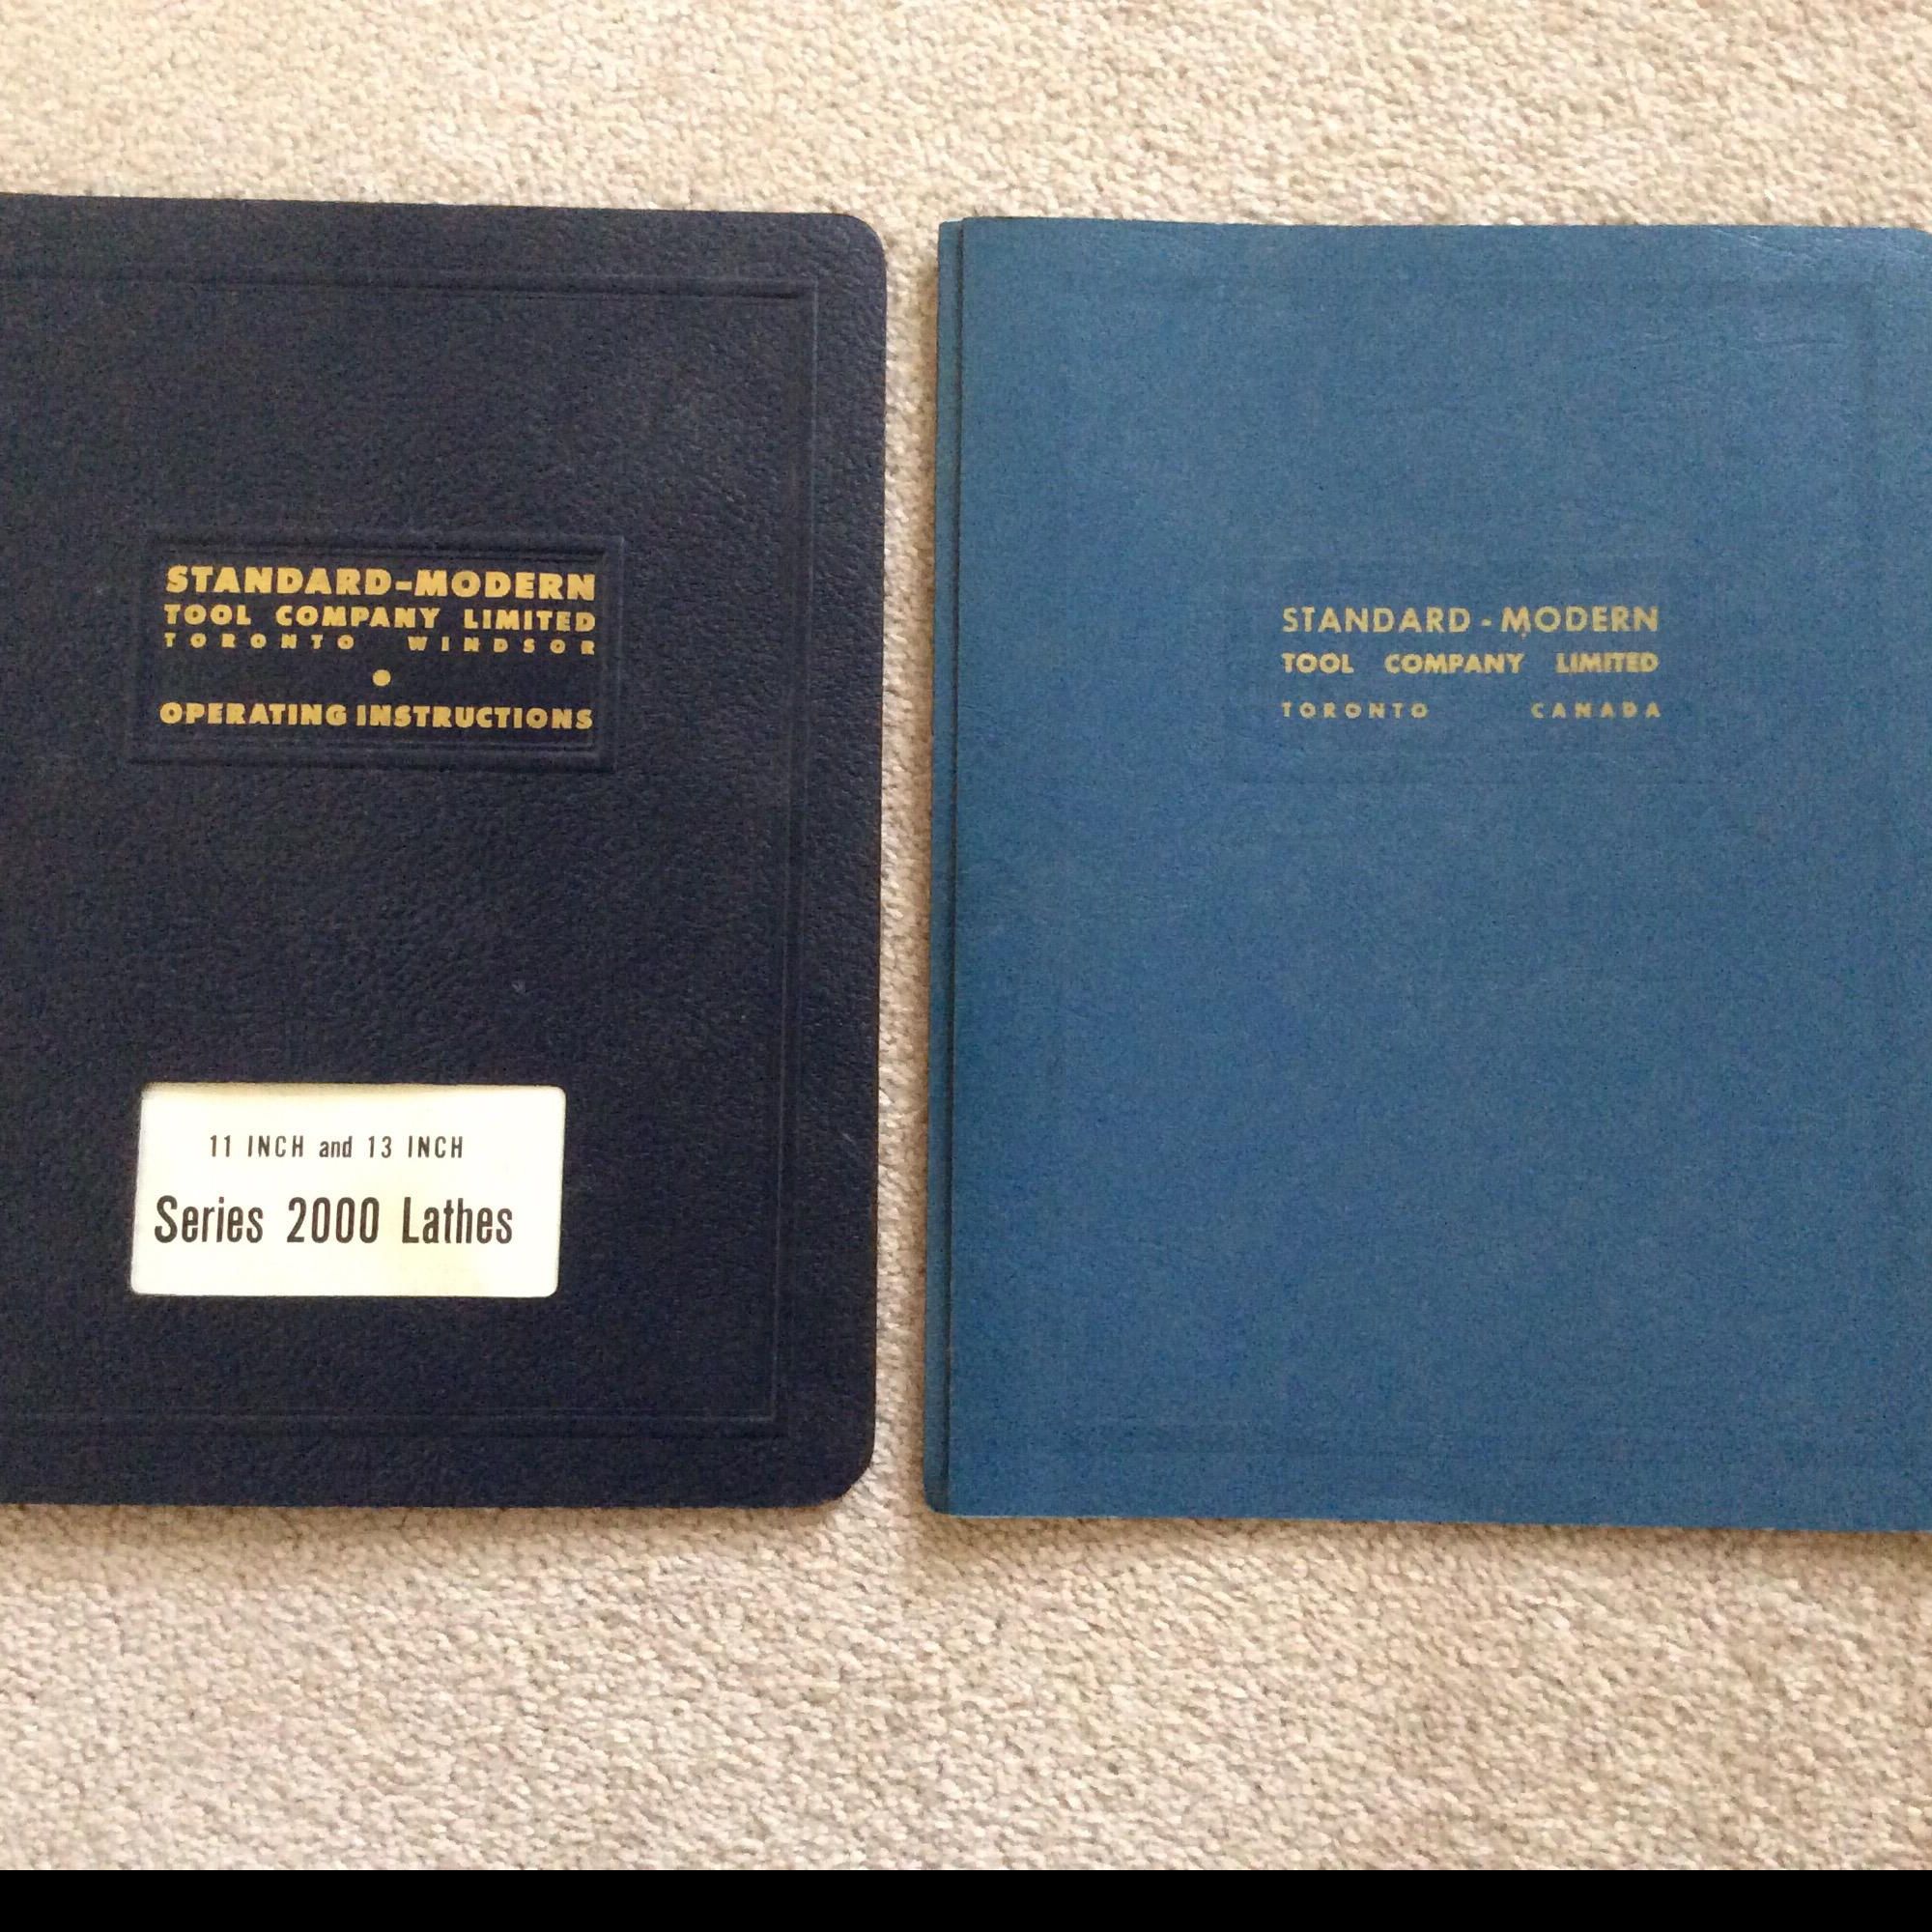 STANDARD-MODERN
TOOL COMPANY LIMITED
TORONTO WINDSOR
OPERATING INSTRUCTIONS
11 INCH and 13 INCH
Series 2000 Lathes
STANDARD-MODERN
TOOL COMPANY LIMITED
TORONTO CANADA